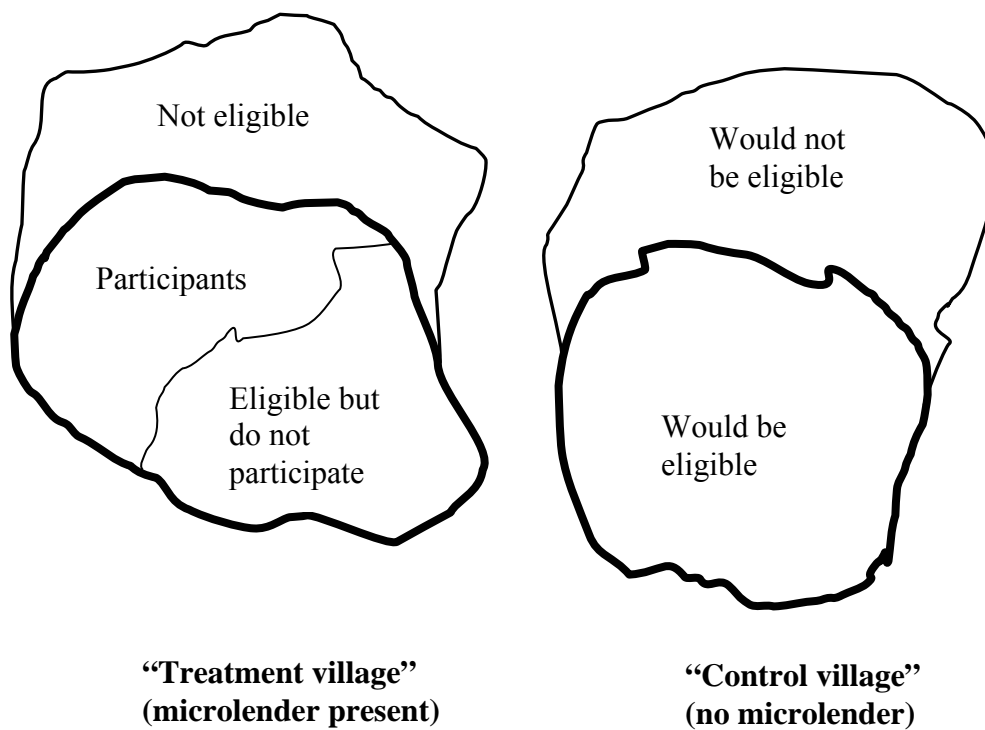 Not eligible
Participants
Eligible but
do not
participate
“Treatment village”
(microlender present)
Would not
be eligible
Would be
eligible
“Control village”
(no microlender)